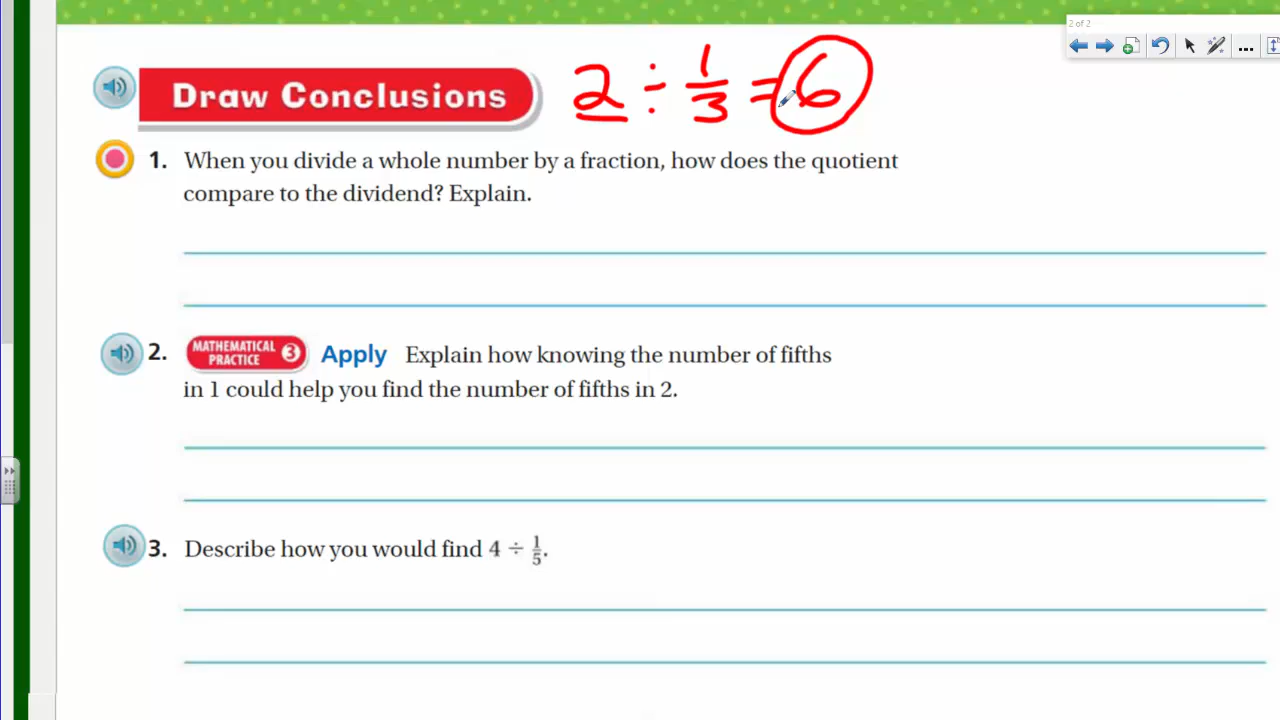 2 of 2
Draw Conclusions 2 ÷ 1/3 = 6
1. When you divide a whole number by a fraction, how does the quotient
compare to the dividend? Explain.
2. MATHEMATICAL PRACTICE 3 Apply Explain how knowing the number of fifths
in 1 could help you find the number of fifths in 2.
3. Describe how you would find 4 ÷ 1/5.